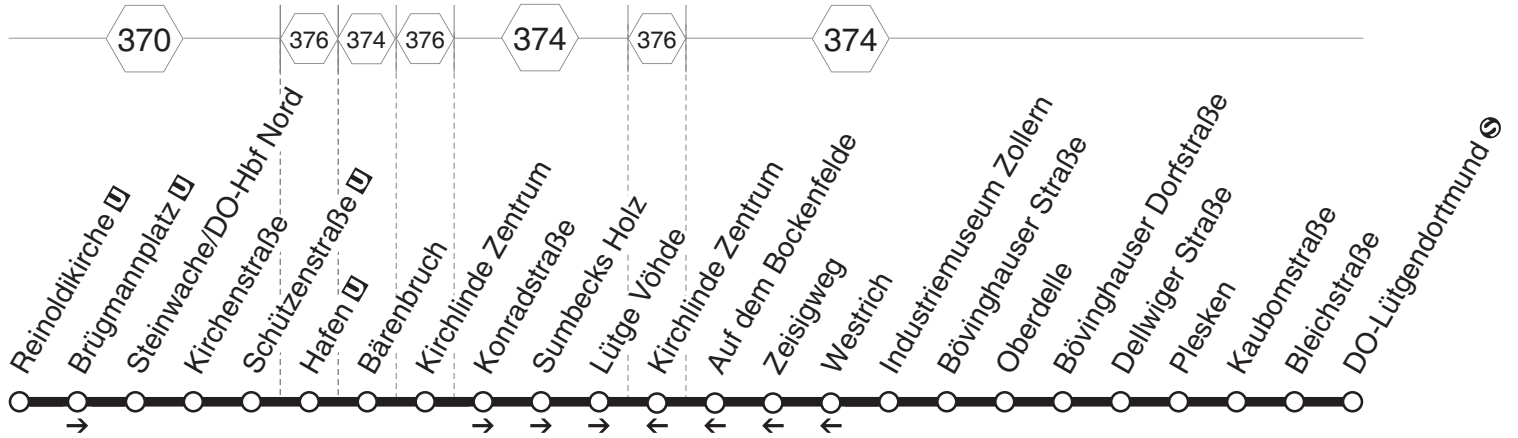 370
376
374
376
374
376
374
Reinoldikirche U
Brügmannplatz U
Steinwache/DO-Hbf Nord
Kirchenstraße
Schützenstraße U
Hafen U
Bärenbruch
Kirchlinde Zentrum
Konradstraße
Sumbecks Holz
Lütge Vöhde
Kirchlinde Zentrum
Auf dem Bockenfelde
Zeisigweg
Westrich
Industriemuseum Zollern
Bövinghauser Straße
Oberdelle
Bövinghauser Dorfstraße
Dellwiger Straße
Plesken
Kaubomstraße
Bleichstraße
DO-Lütgendortmund S